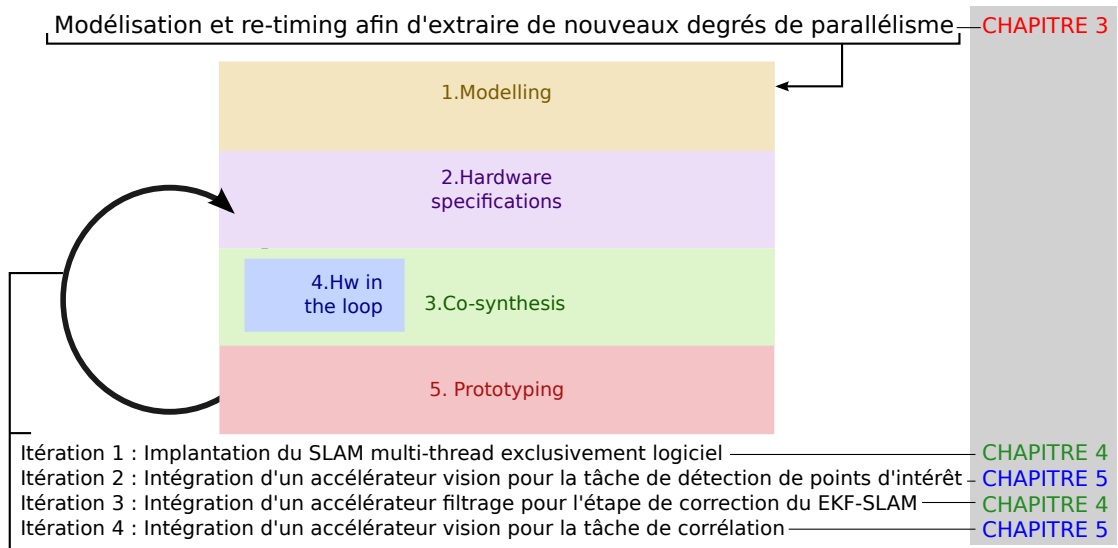 Modélisation et re-timing afin d'extraire de nouveaux degrés de parallélisme CHAPITRE 3
1.Modelling
2.Hardware
specifications
4.Hw in
the loop
3.Co-synthesis
5. Prototyping
Itération 1 : Implantation du SLAM multi-thread exclusivement logiciel CHAPITRE 4
Itération 2 : Intégration d'un accélérateur vision pour la tâche de détection de points d'intérêt CHAPITRE 5
Itération 3 : Intégration d'un accélérateur filtrage pour l'étape de correction du EKF-SLAM CHAPITRE 4
Itération 4 : Intégration d'un accélérateur vision pour la tâche de corrélation CHAPITRE 5